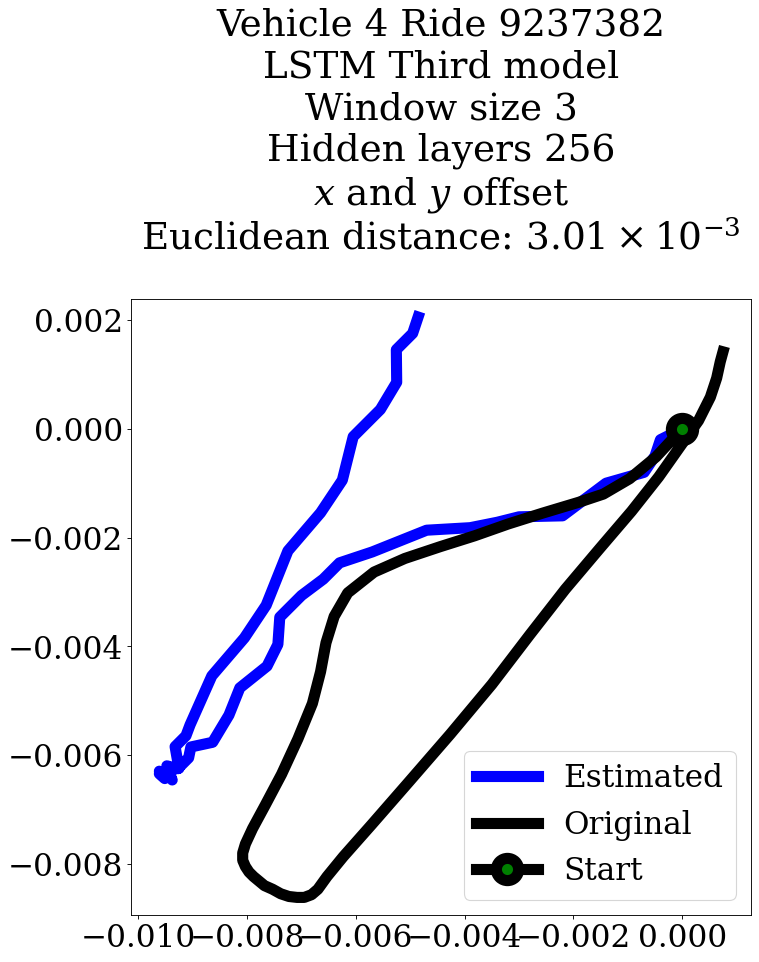 Vehicle 4 Ride 9237382
LSTM Third model
Window size 3
Hidden layers 256
x and y offset
Euclidean distance: 3.01 × 10⁻³
0.002
0.000
−0.002
−0.004
−0.006
−0.008
Estimated
Original
Start
−0.010 −0.008 −0.006 −0.004 −0.002 0.000